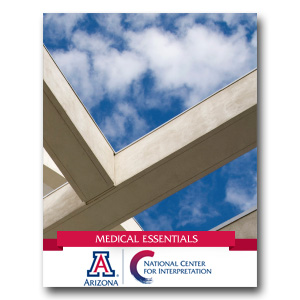 MEDICAL ESSENTIALS
A
ARIZONA
NATIONAL CENTER
FOR INTERPRETATION